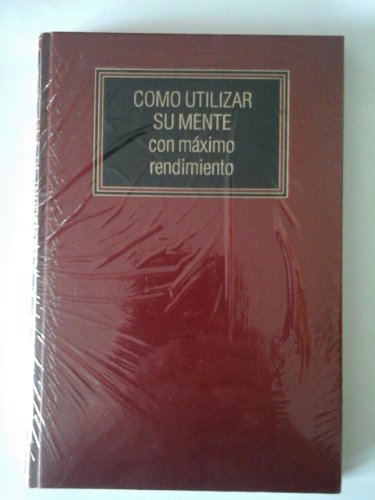 COMO UTILIZAR
SU MENTE
con máximo
rendimiento